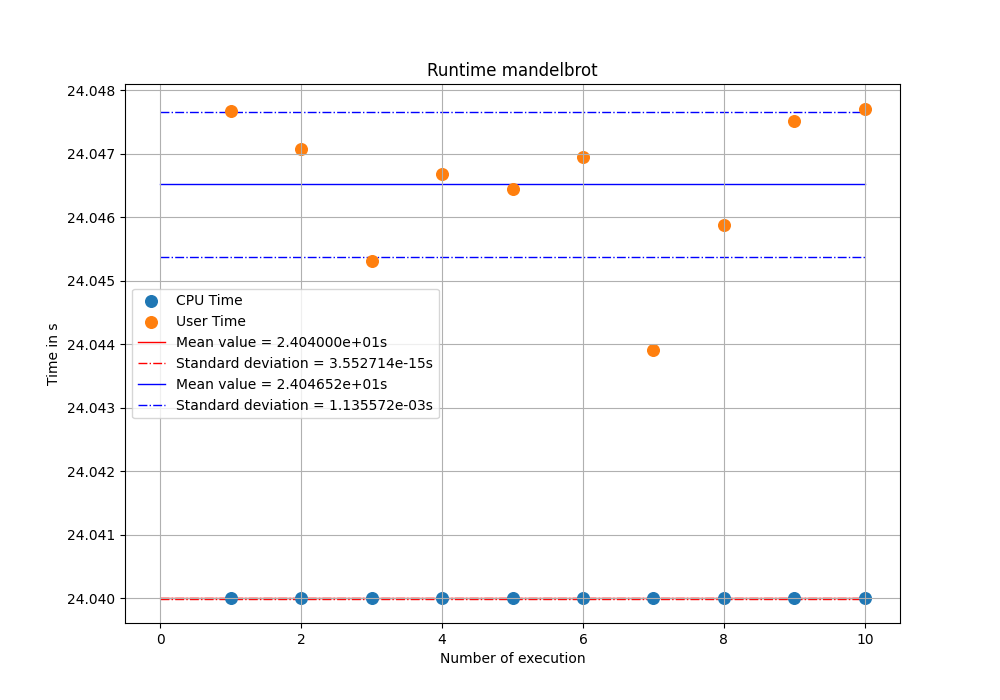 Runtime mandelbrot
24.048
24.047
24.046
24.045
24.044
24.043
24.042
24.041
24.040
Time in s
CPU Time
User Time
Mean value = 2.404000e+01s
Standard deviation = 3.552714e-15s
Mean value = 2.404652e+01s
Standard deviation = 1.135572e-03s
0 2 4 6 8 10
Number of execution